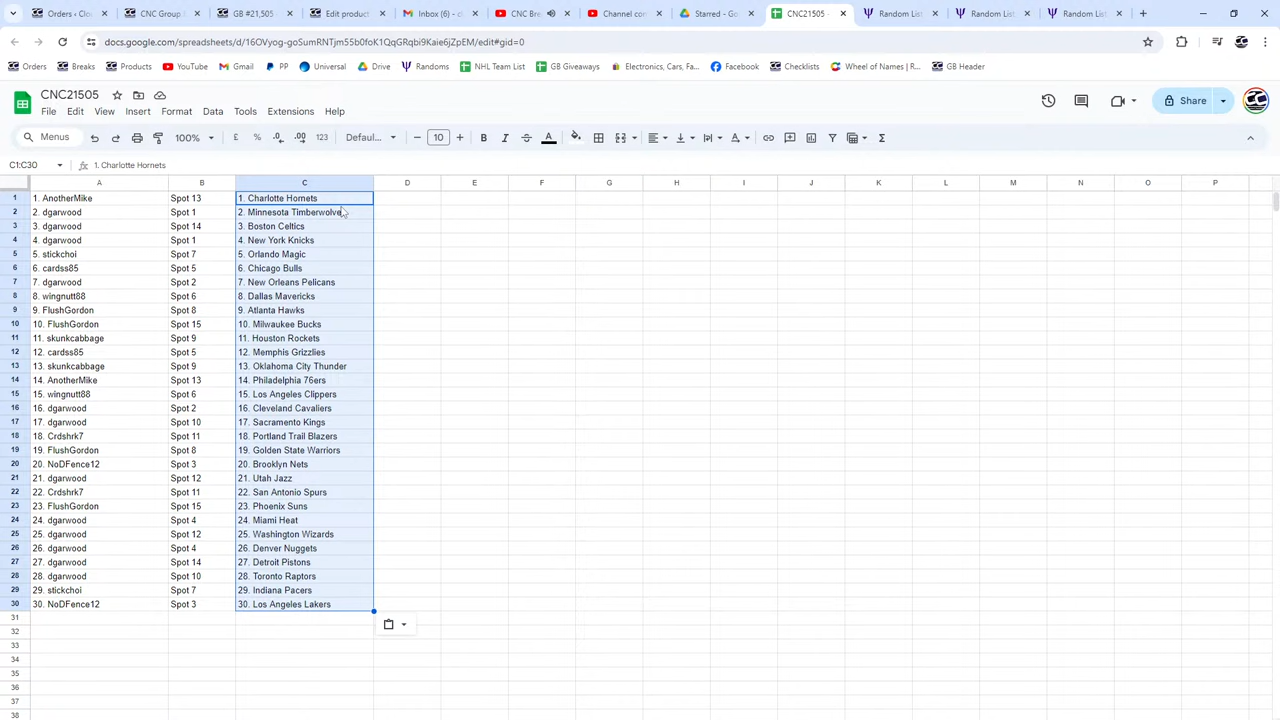 Orders
CNC Group
GB #21,505
Edit product
Inbox (6)
CNC Bre
Channel co
Starred - Go
CNC21505 -
Random List
Random List
Random List
docs.google.com/spreadsheets/d/16OVyog-goSumRNTjm55b0foK1QqGRqbi9Kaie6jZpEM/edit#gid=0
Orders Breaks Products YouTube Gmail PP Universal Drive Randoms NHL Team List GB Giveaways Electronics, Cars, Fa... Facebook Checklists Wheel of Names | R... GB Header
CNC21505
File Edit View Insert Format Data Tools Extensions Help
Share
Menus 100% £ % .0 .00 123 Defaul... 10 B I A
C1:C30 fx 1. Charlotte Hornets
A B C D E F G H I J K L M N O P
1 1. AnotherMike Spot 13 1. Charlotte Hornets
2 2. dgarwood Spot 1 2. Minnesota Timberwolve
3 3. dgarwood Spot 14 3. Boston Celtics
4 4. dgarwood Spot 1 4. New York Knicks
5 5. stickchoi Spot 7 5. Orlando Magic
6 6. cardss85 Spot 5 6. Chicago Bulls
7 7. dgarwood Spot 2 7. New Orleans Pelicans
8 8. wingnutt88 Spot 6 8. Dallas Mavericks
9 9. FlushGordon Spot 8 9. Atlanta Hawks
10 10. FlushGordon Spot 15 10. Milwaukee Bucks
11 11. skunkcabbage Spot 9 11. Houston Rockets
12 12. cardss85 Spot 5 12. Memphis Grizzlies
13 13. skunkcabbage Spot 9 13. Oklahoma City Thunder
14 14. AnotherMike Spot 13 14. Philadelphia 76ers
15 15. wingnutt88 Spot 6 15. Los Angeles Clippers
16 16. dgarwood Spot 2 16. Cleveland Cavaliers
17 17. dgarwood Spot 10 17. Sacramento Kings
18 18. Crdshrk7 Spot 11 18. Portland Trail Blazers
19 19. FlushGordon Spot 8 19. Golden State Warriors
20 20. NoDFence12 Spot 3 20. Brooklyn Nets
21 21. dgarwood Spot 12 21. Utah Jazz
22 22. Crdshrk7 Spot 11 22. San Antonio Spurs
23 23. FlushGordon Spot 15 23. Phoenix Suns
24 24. dgarwood Spot 4 24. Miami Heat
25 25. dgarwood Spot 12 25. Washington Wizards
26 26. dgarwood Spot 4 26. Denver Nuggets
27 27. dgarwood Spot 14 27. Detroit Pistons
28 28. dgarwood Spot 10 28. Toronto Raptors
29 29. stickchoi Spot 7 29. Indiana Pacers
30 30. NoDFence12 Spot 3 30. Los Angeles Lakers
31
32
33
34
35
36
37
38